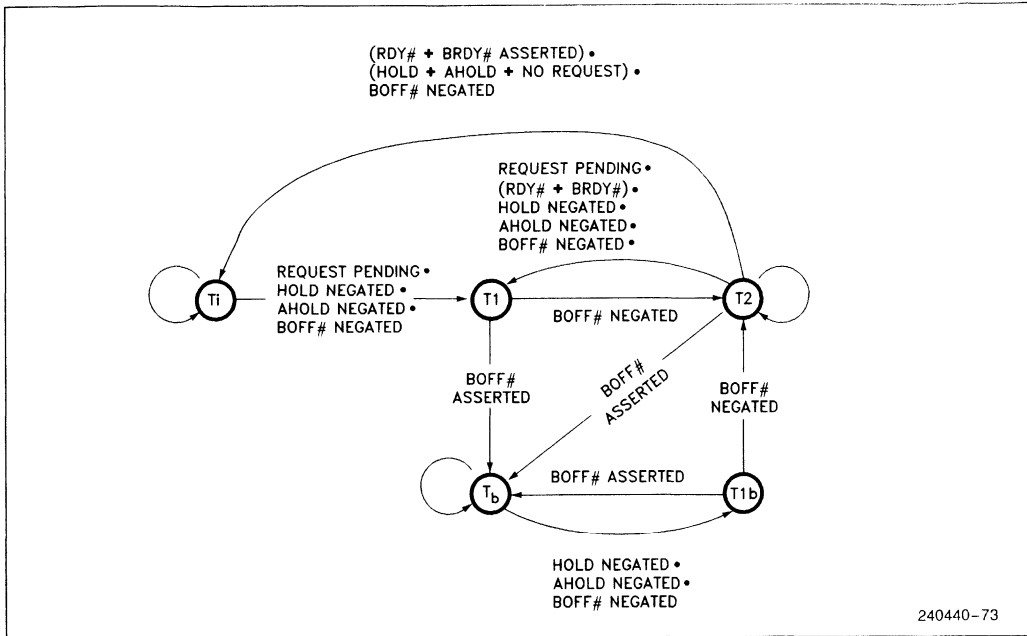 (RDY# + BRDY# ASSERTED) •
(HOLD + AHOLD + NO REQUEST) •
BOFF# NEGATED
REQUEST PENDING •
(RDY# + BRDY#) •
HOLD NEGATED •
AHOLD NEGATED •
BOFF# NEGATED •
REQUEST PENDING •
HOLD NEGATED •
AHOLD NEGATED •
BOFF# NEGATED
Ti
T1
T2
BOFF# NEGATED
BOFF#
ASSERTED
BOFF#
ASSERTED
BOFF#
NEGATED
Tb
BOFF# ASSERTED
T1b
HOLD NEGATED •
AHOLD NEGATED •
BOFF# NEGATED
240440-73